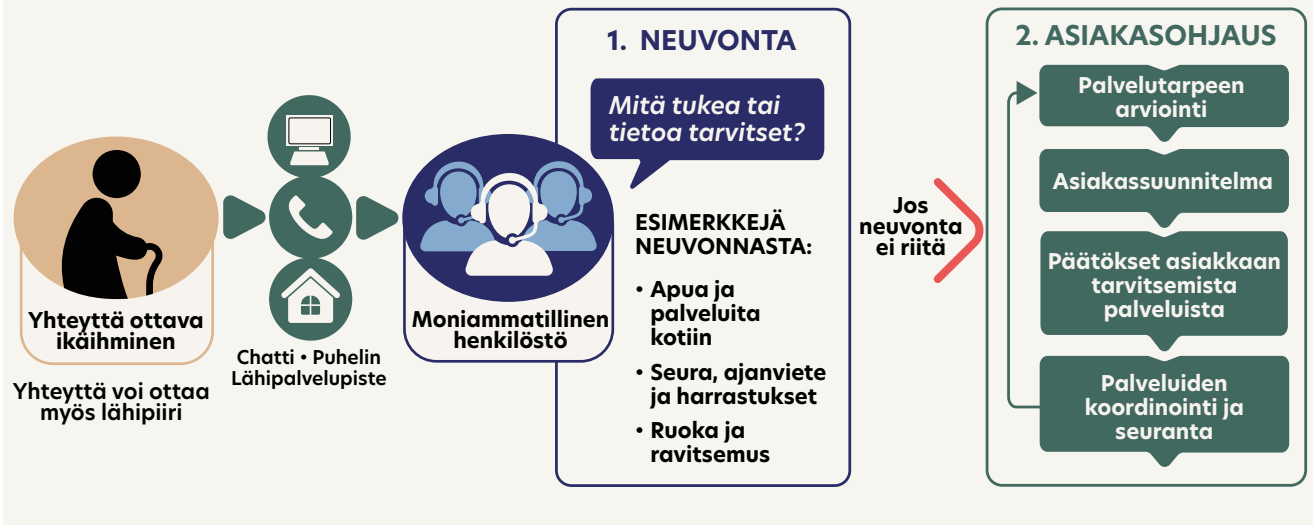 Yhteyttä ottava
ikäihminen
Yhteyttä voi ottaa
myös lähipiiri
Chatti • Puhelin
Lähipalvelupiste
Moniammatillinen
henkilöstö
1. NEUVONTA
Mitä tukea tai
tietoa tarvitset?
ESIMERKKEJÄ
NEUVONNASTA:
• Apua ja
palveluita
kotiin
• Seura, ajanviete
ja harrastukset
• Ruoka ja
ravitsemus
Jos
neuvonta
ei riitä
2. ASIAKASOHJAUS
Palvelutarpeen
arviointi
Asiakassuunnitelma
Päätökset asiakkaan
tarvitsemista
palveluista
Palveluiden
koordinointi ja
seuranta